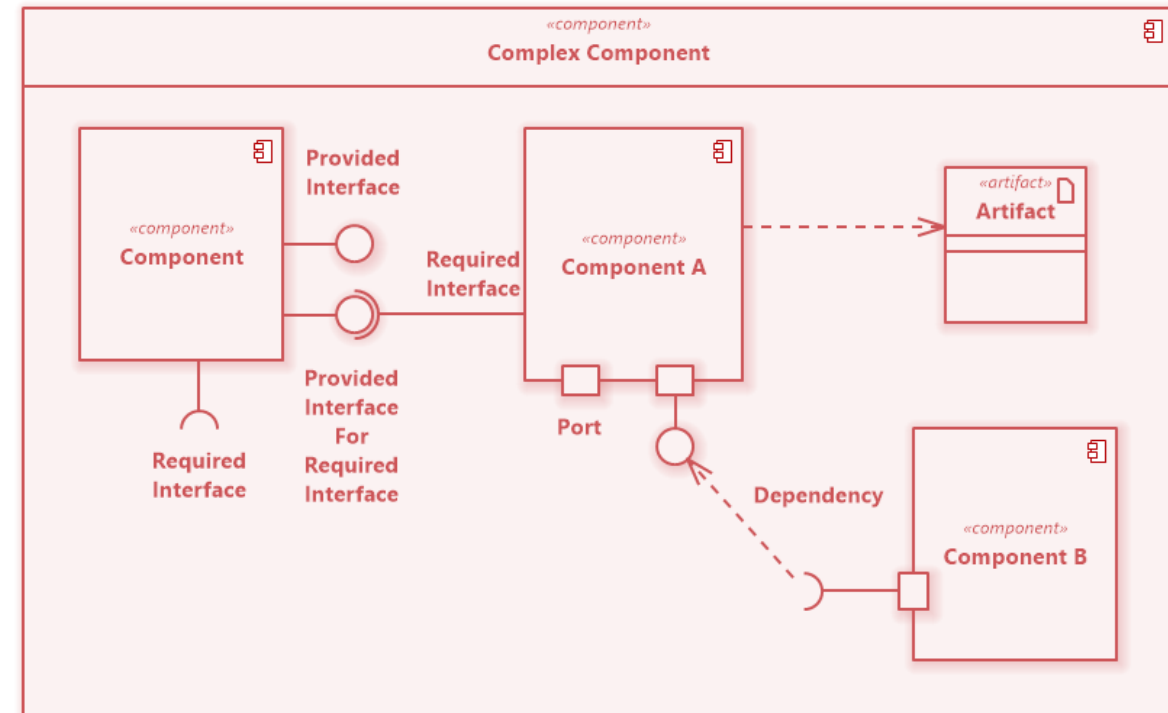 «component»
Complex Component
«component»
Component
Provided
Interface
Required
Interface
Provided
Interface
For
Required
Interface
Required
Interface
«component»
Component A
Port
«artifact»
Artifact
Dependency
«component»
Component B